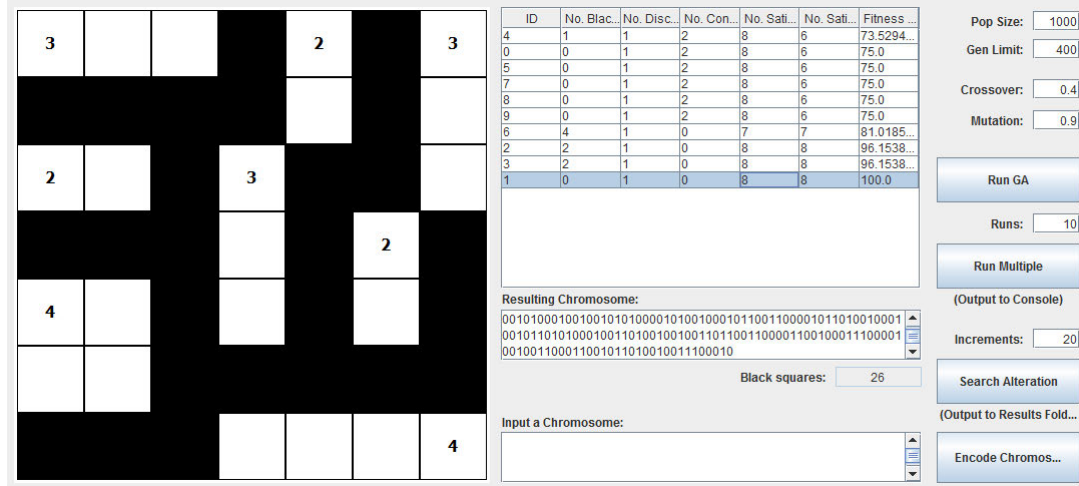 3 2 3
2 3
2
4
4
ID No. Blac... No. Disc... No. Con... No. Sati... No. Sati... Fitness ...
4 1 1 2 8 6 73.5294...
0 0 1 2 8 6 75.0
5 0 1 2 8 6 75.0
7 0 1 2 8 6 75.0
8 0 1 2 8 6 75.0
9 0 1 2 8 6 75.0
6 4 1 0 7 7 81.0185...
2 2 1 0 8 8 96.1538...
3 2 1 0 8 8 96.1538...
1 0 1 0 8 8 100.0
Resulting Chromosome:
0010100010010010101000010100100010110011000010110100100001
0010110101000100110100100100110110011000011001000111100001
001001100011001011010010011100010
Black squares: 26
Input a Chromosome:
Pop Size: 1000
Gen Limit: 400
Crossover: 0.4
Mutation: 0.9
Run GA
Runs: 10
Run Multiple
(Output to Console)
Increments: 20
Search Alteration
(Output to Results Fold...
Encode Chromos...